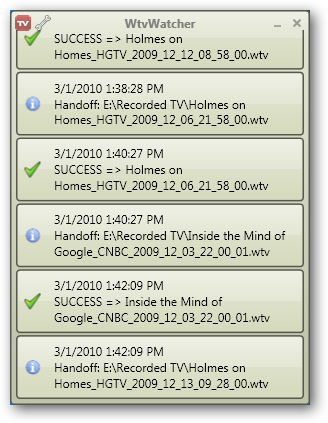 TV WtvWatcher
SUCCESS => Holmes on
Homes_HGTV_2009_12_12_08_58_00.wtv
3/1/2010 1:38:28 PM
Handoff: E:\Recorded TV\Holmes on
Homes_HGTV_2009_12_06_21_58_00.wtv
3/1/2010 1:40:27 PM
SUCCESS => Holmes on
Homes_HGTV_2009_12_06_21_58_00.wtv
3/1/2010 1:40:27 PM
Handoff: E:\Recorded TV\Inside the Mind of
Google_CNBC_2009_12_03_22_00_01.wtv
3/1/2010 1:42:09 PM
SUCCESS => Inside the Mind of
Google_CNBC_2009_12_03_22_00_01.wtv
3/1/2010 1:42:09 PM
Handoff: E:\Recorded TV\Holmes on
Homes_HGTV_2009_12_13_09_28_00.wtv